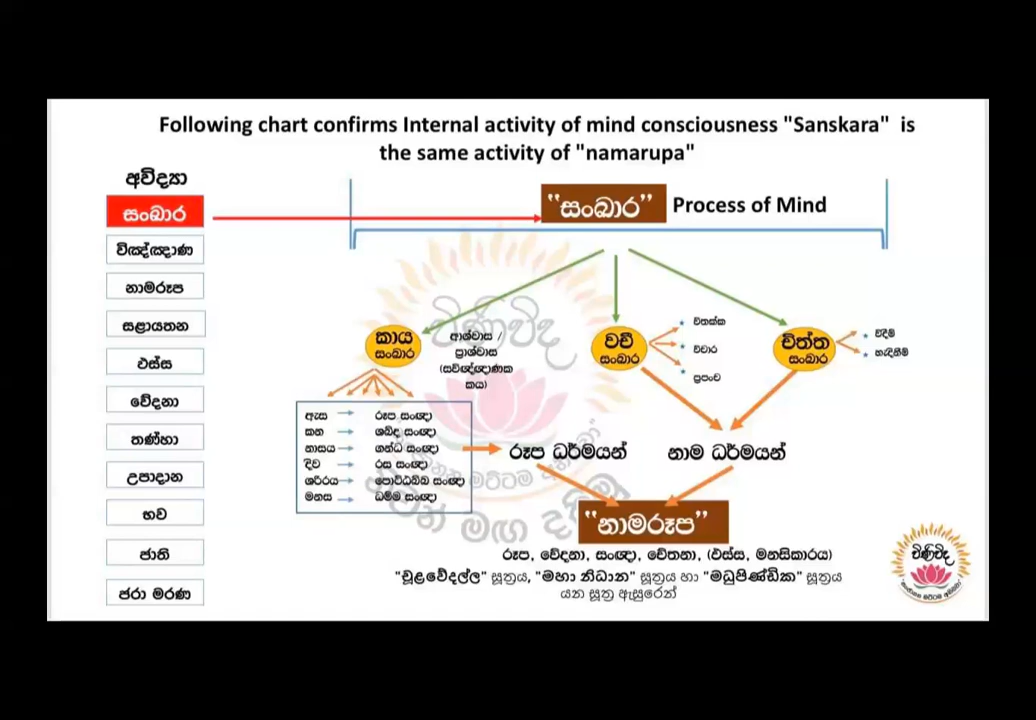 Following chart confirms Internal activity of mind consciousness "Sanskara" is
the same activity of "namarupa"
අවිද්‍යා
සංඛාර
විඤ්ඤාණ
නාමරූප
සළායතන
ඵස්ස
වේදනා
තණ්හා
උපාදාන
භව
ජාති
ජරා මරණ
"සංඛාර" Process of Mind
කාය
සංඛාර
ආශ්වාස /
ප්‍රාශ්වාස
(සවිඤ්ඤාණක
කය)
වචී
සංඛාර
විතක්ක
විචාර
ප්‍රපංච
චිත්ත
සංඛාර
විදීම්
හැඳිනීම්
ඇස රූප සංඥා
කන ශබ්ද සංඥා
නාසය ගන්ධ සංඥා
දිව රස සංඥා
ශරීරය පොට්ඨබ්බ සංඥා
මනස ධම්ම සංඥා
රූප ධර්මයන් නාම ධර්මයන්
"නාමරූප"
රූප, වේදනා, සංඥා, චේතනා, (ඵස්ස, මනසිකාරය)
"චූළවේදල්ල" සූත්‍රය, "මහා නිධාන" සූත්‍රය හා "මධුපිණ්ඩික" සූත්‍රය
යන සූත්‍ර ඇසුරෙන්
විණිවිද